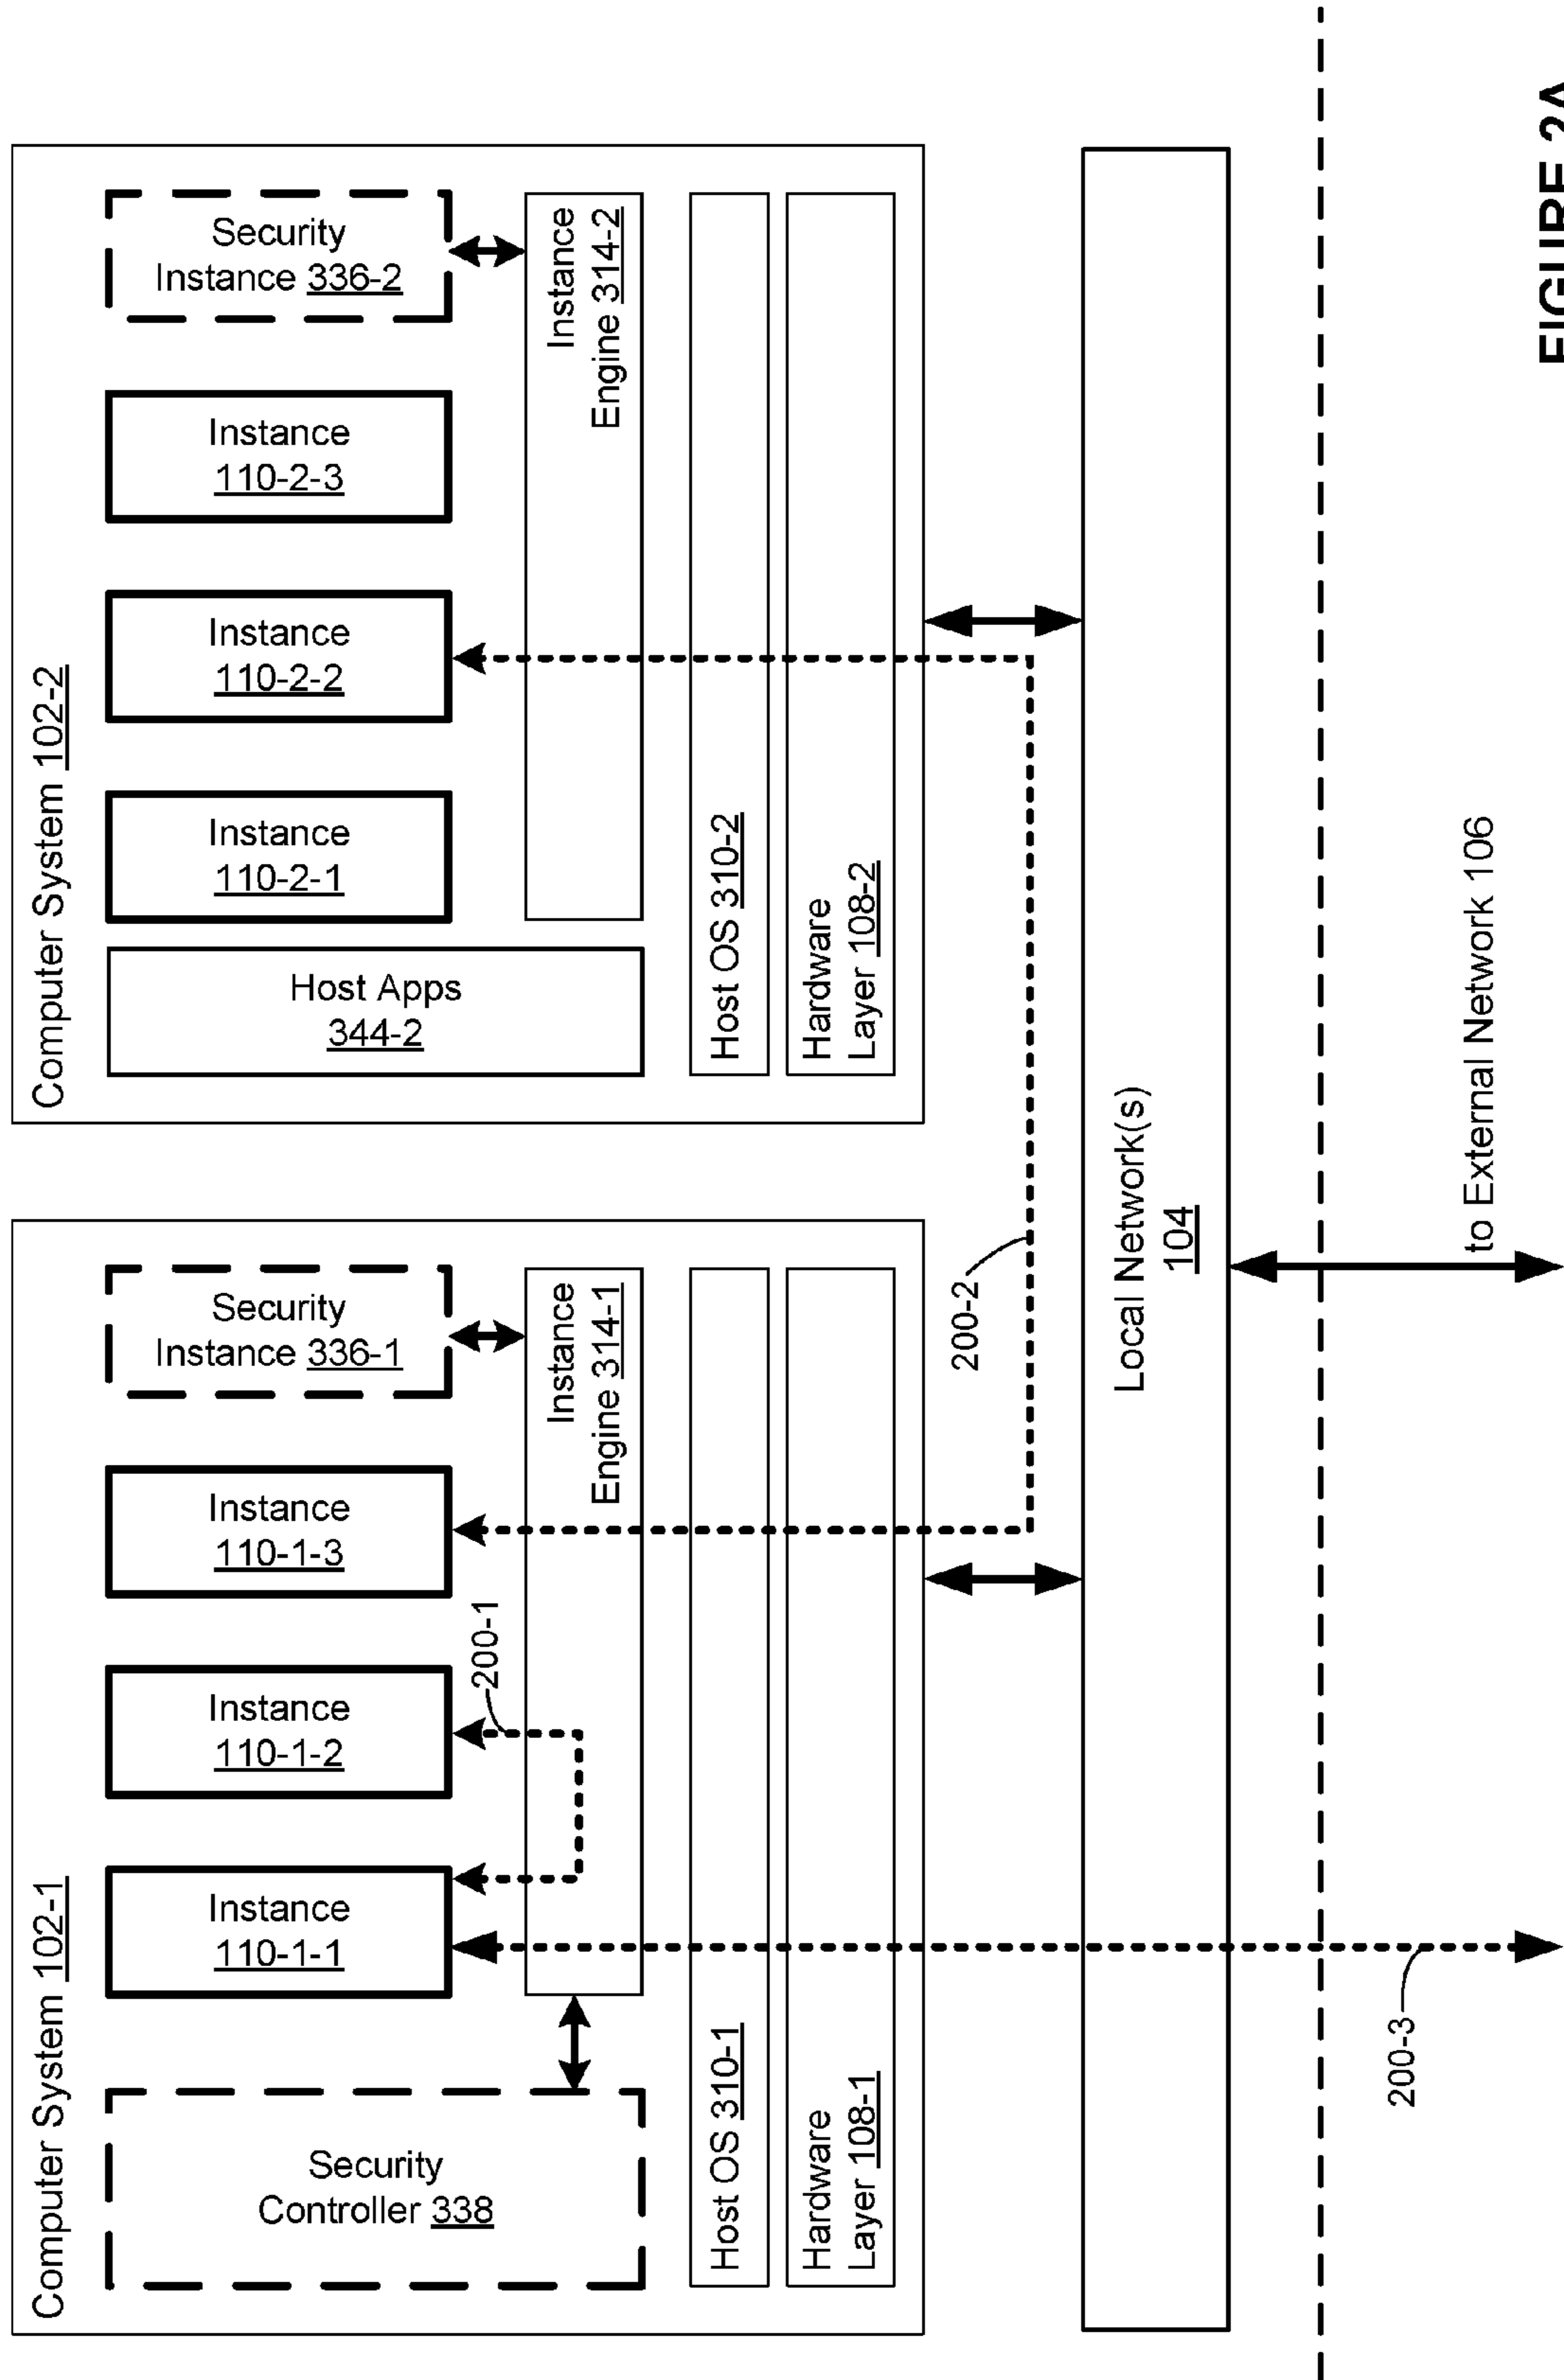 Computer System 102-1
Security
Controller 338
Instance
110-1-1
Instance
110-1-2
Instance
110-1-3
Security
Instance 336-1
200-1
Instance
Engine 314-1
Host OS 310-1
Hardware
Layer 108-1
Computer System 102-2
Host Apps
344-2
Instance
110-2-1
Instance
110-2-2
Instance
110-2-3
Security
Instance 336-2
Instance
Engine 314-2
Host OS 310-2
Hardware
Layer 108-2
200-2
Local Network(s)
104
200-3
to External Network 106
FIGURE 2A